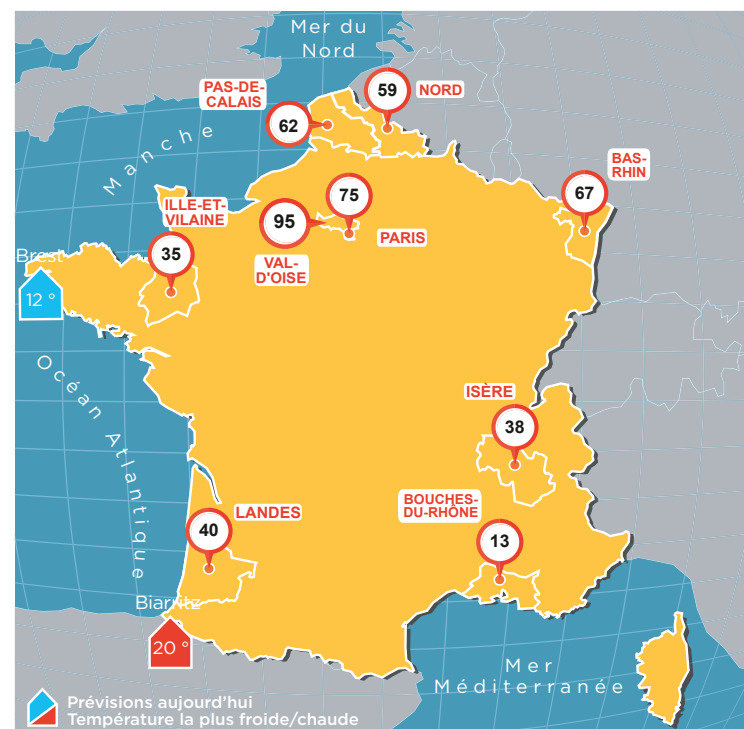 Mer du
Nord
PAS-DE-
CALAIS
59
NORD
62
Manche
BAS-
RHIN
67
ILLE-ET-
VILAINE
75
95
PARIS
VAL-
D'OISE
35
Brest
12 °
Océan Atlantique
ISÈRE
38
BOUCHES-
DU-RHÔNE
LANDES
40
13
Biarritz
20 °
Mer
Méditerranée
Prévisions aujourd'hui
Température la plus froide/chaude